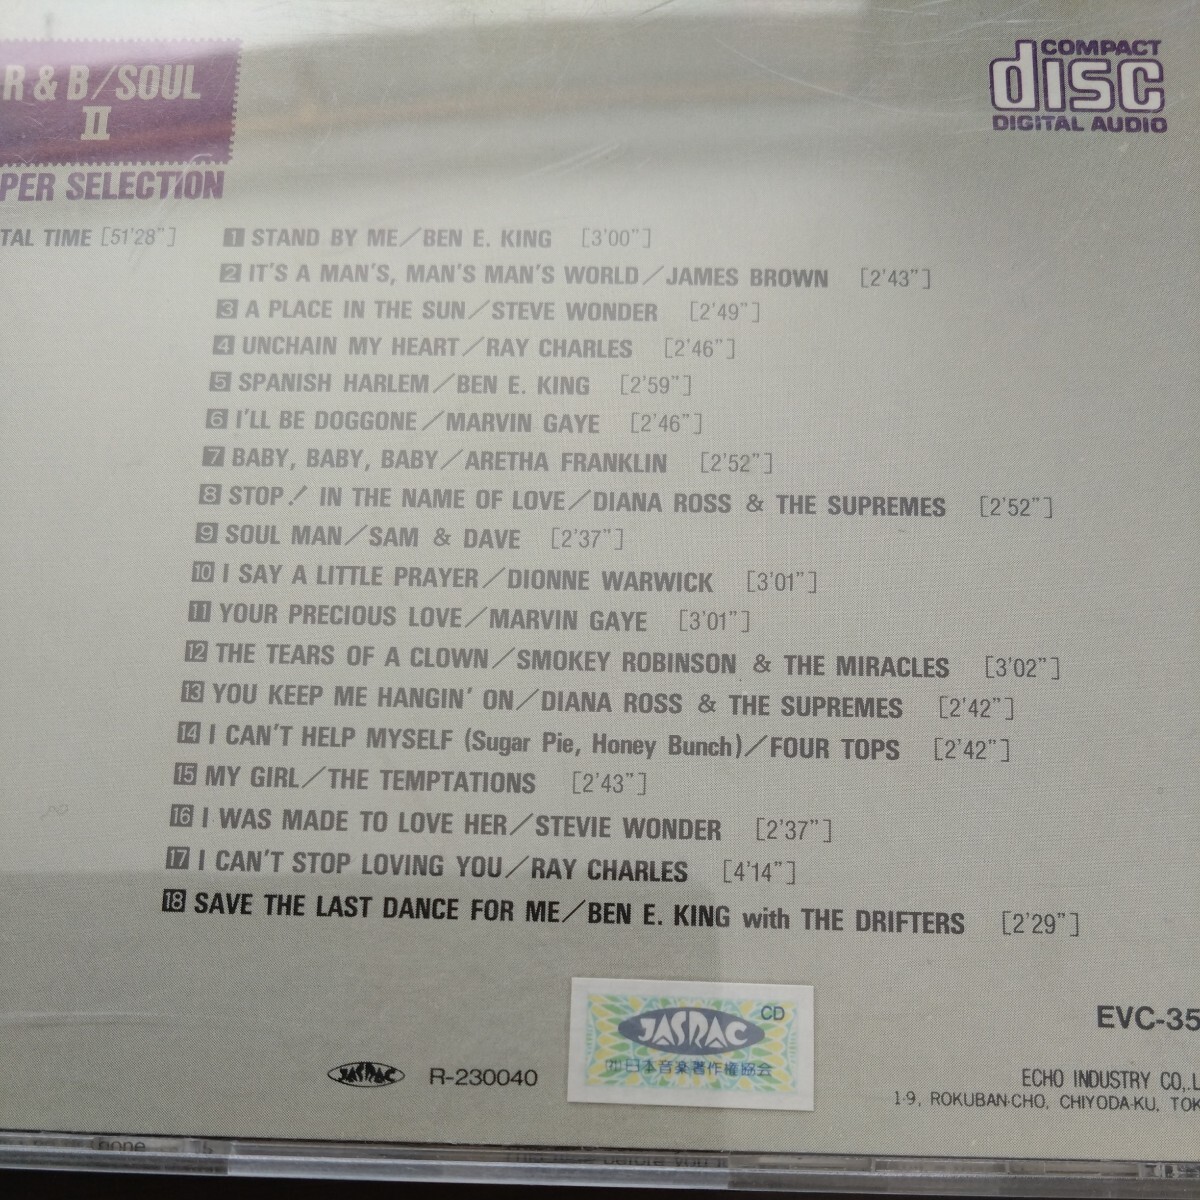 R & B/SOUL
II
PER SELECTION
TAL TIME [51'28"]
COMPACT
disc
DIGITAL AUDIO
1 STAND BY ME/BEN E. KING [3'00"]
2 IT'S A MAN'S, MAN'S MAN'S WORLD/JAMES BROWN [2'43"]
3 A PLACE IN THE SUN/STEVE WONDER [2'49"]
4 UNCHAIN MY HEART/RAY CHARLES [2'46"]
5 SPANISH HARLEM/BEN E. KING [2'59"]
6 I'LL BE DOGGONE/MARVIN GAYE [2'46"]
7 BABY, BABY, BABY/ARETHA FRANKLIN [2'52"]
8 STOP! IN THE NAME OF LOVE/DIANA ROSS & THE SUPREMES [2'52"]
9 SOUL MAN/SAM & DAVE [2'37"]
10 I SAY A LITTLE PRAYER/DIONNE WARWICK [3'01"]
11 YOUR PRECIOUS LOVE/MARVIN GAYE [3'01"]
12 THE TEARS OF A CLOWN/SMOKEY ROBINSON & THE MIRACLES [3'02"]
13 YOU KEEP ME HANGIN' ON/DIANA ROSS & THE SUPREMES [2'42"]
14 I CAN'T HELP MYSELF (Sugar Pie, Honey Bunch)/FOUR TOPS [2'42"]
15 MY GIRL/THE TEMPTATIONS [2'43"]
16 I WAS MADE TO LOVE HER/STEVIE WONDER [2'37"]
17 I CAN'T STOP LOVING YOU/RAY CHARLES [4'14"]
18 SAVE THE LAST DANCE FOR ME/BEN E. KING with THE DRIFTERS [2'29"]
CD
JASRAC
(社)日本音楽著作権協会
JASRAC R-230040
EVC-35
ECHO INDUSTRY CO.,L
1-9, ROKUBAN-CHO, CHIYODA-KU, TOK